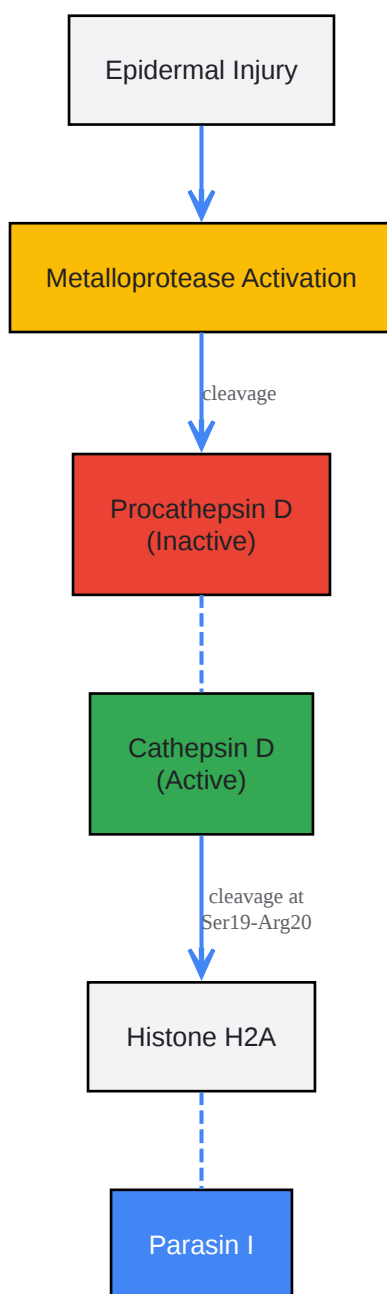 Epidermal Injury
Metalloprotease Activation
cleavage
Procathepsin D
(Inactive)
Cathepsin D
(Active)
cleavage at
Ser19-Arg20
Histone H2A
Parasin I